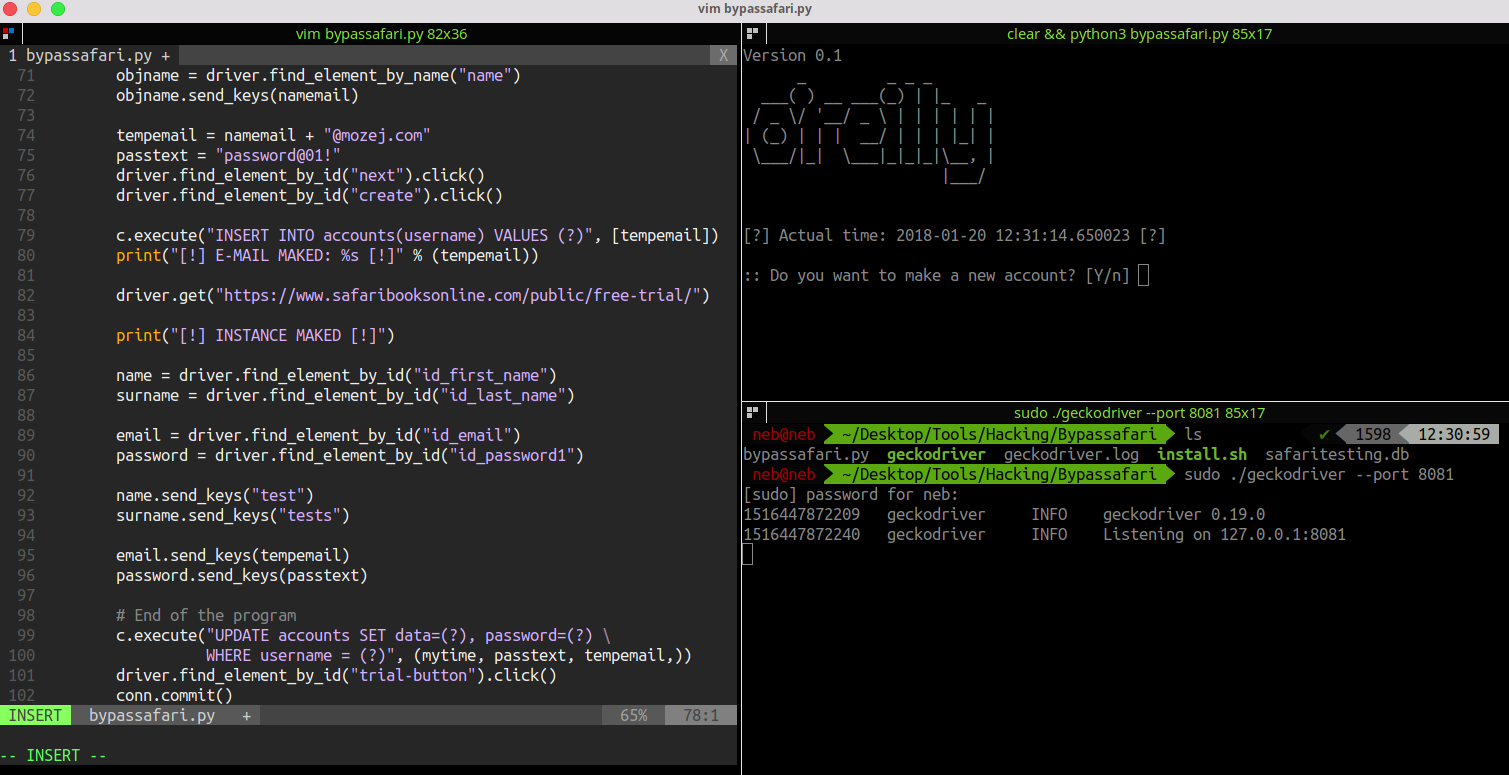 vim bypassafari.py
vim bypassafari.py 82x36
1 bypassafari.py + X
71 objname = driver.find_element_by_name("name")
72 objname.send_keys(namemail)
73
74 tempemail = namemail + "@mozej.com"
75 passtext = "password@01!"
76 driver.find_element_by_id("next").click()
77 driver.find_element_by_id("create").click()
78
79 c.execute("INSERT INTO accounts(username) VALUES (?)", [tempemail])
80 print("[!] E-MAIL MAKED: %s [!]" % (tempemail))
81
82 driver.get("https://www.safaribooksonline.com/public/free-trial/")
83
84 print("[!] INSTANCE MAKED [!]")
85
86 name = driver.find_element_by_id("id_first_name")
87 surname = driver.find_element_by_id("id_last_name")
88
89 email = driver.find_element_by_id("id_email")
90 password = driver.find_element_by_id("id_password1")
91
92 name.send_keys("test")
93 surname.send_keys("tests")
94
95 email.send_keys(tempemail)
96 password.send_keys(passtext)
97
98 # End of the program
99 c.execute("UPDATE accounts SET data=(?), password=(?) \
100 WHERE username = (?)", (mytime, passtext, tempemail,))
101 driver.find_element_by_id("trial-button").click()
102 conn.commit()
INSERT bypassafari.py + 65% 78:1
-- INSERT --
clear && python3 bypassafari.py 85x17
Version 0.1
oreilly
[?] Actual time: 2018-01-20 12:31:14.650023 [?]
:: Do you want to make a new account? [Y/n]
sudo ./geckodriver --port 8081 85x17
neb@neb ~/Desktop/Tools/Hacking/Bypassafari ls ✔ 1598 12:30:59
bypassafari.py geckodriver geckodriver.log install.sh safaritesting.db
neb@neb ~/Desktop/Tools/Hacking/Bypassafari sudo ./geckodriver --port 8081
[sudo] password for neb:
1516447872209 geckodriver INFO geckodriver 0.19.0
1516447872240 geckodriver INFO Listening on 127.0.0.1:8081